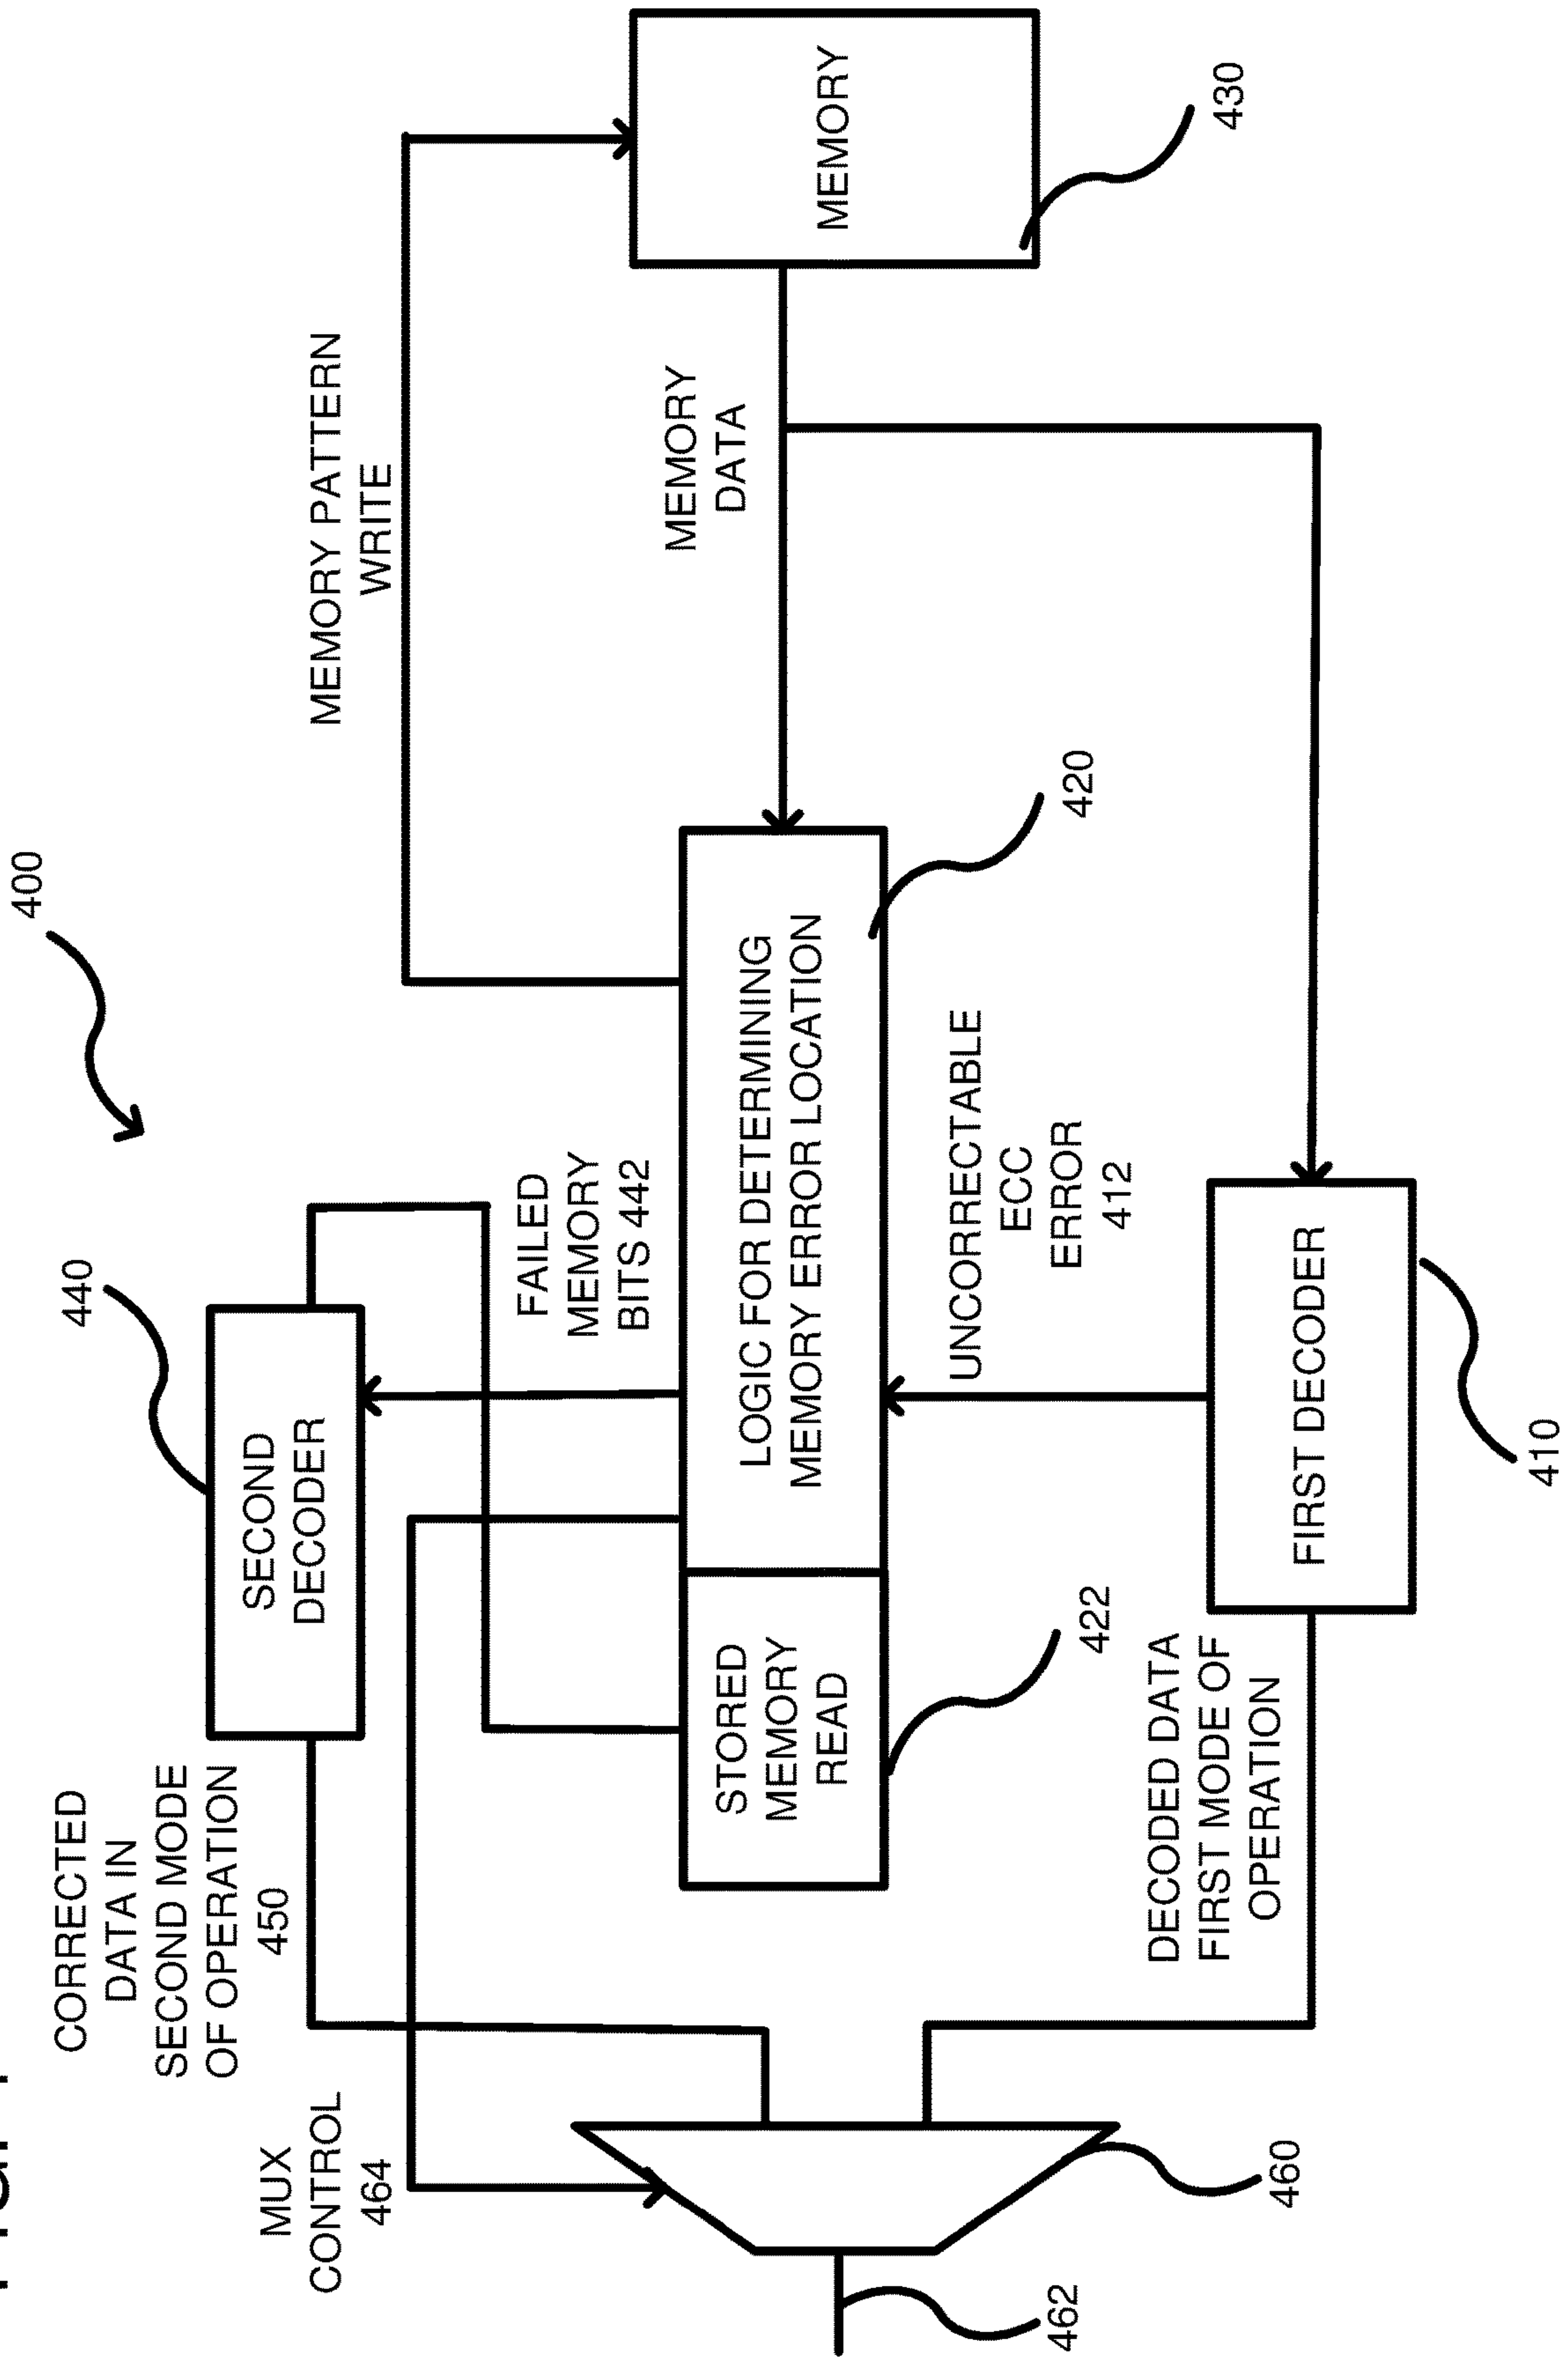 400
CORRECTED
DATA IN
SECOND MODE
OF OPERATION
450
440
SECOND
DECODER
MUX
CONTROL
464
MEMORY PATTERN
WRITE
FAILED
MEMORY
BITS 442
MEMORY
DATA
STORED
MEMORY
READ
LOGIC FOR DETERMINING
MEMORY ERROR LOCATION
MEMORY
UNCORRECTABLE
ECC
ERROR
412
462
422
420
430
DECODED DATA
FIRST MODE OF
OPERATION
460
FIRST DECODER
410